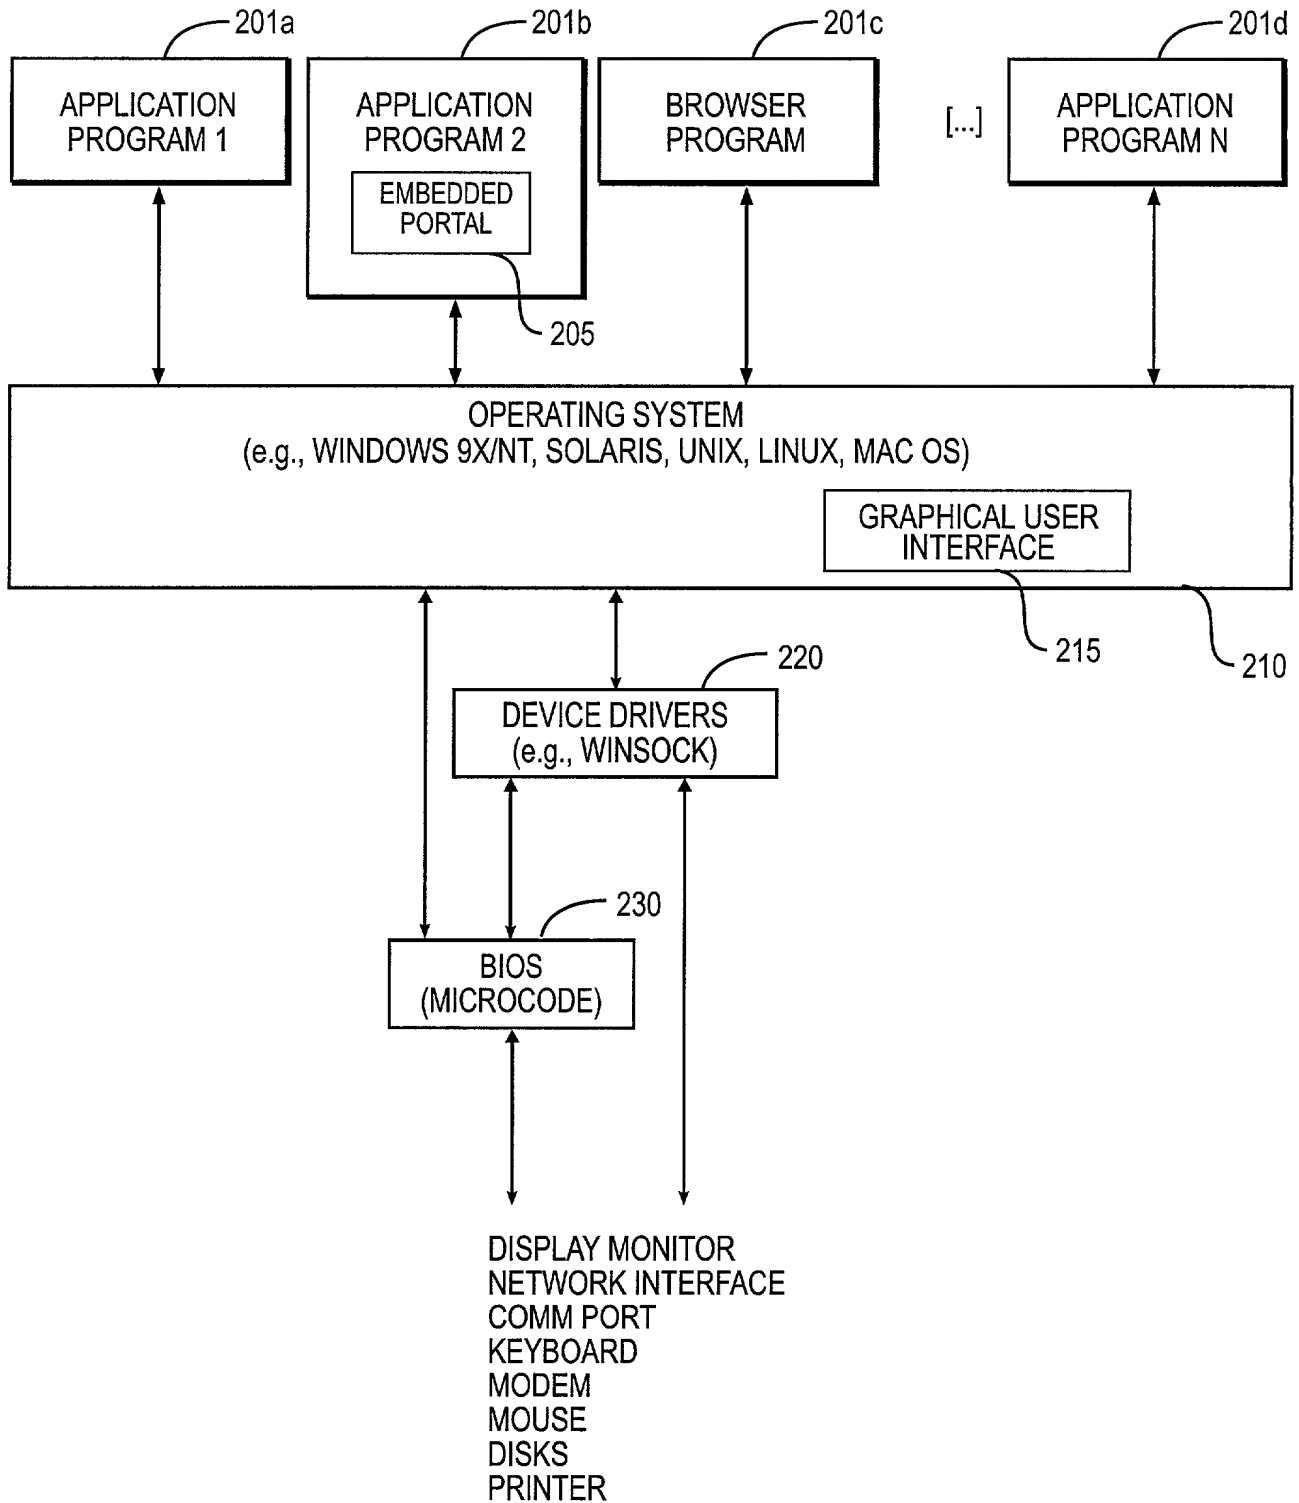 201a
201b
201c
201d
APPLICATION
PROGRAM 1
APPLICATION
PROGRAM 2
EMBEDDED
PORTAL
205
BROWSER
PROGRAM
[...]
APPLICATION
PROGRAM N
OPERATING SYSTEM
(e.g., WINDOWS 9X/NT, SOLARIS, UNIX, LINUX, MAC OS)
GRAPHICAL USER
INTERFACE
215
210
220
DEVICE DRIVERS
(e.g., WINSOCK)
230
BIOS
(MICROCODE)
DISPLAY MONITOR
NETWORK INTERFACE
COMM PORT
KEYBOARD
MODEM
MOUSE
DISKS
PRINTER